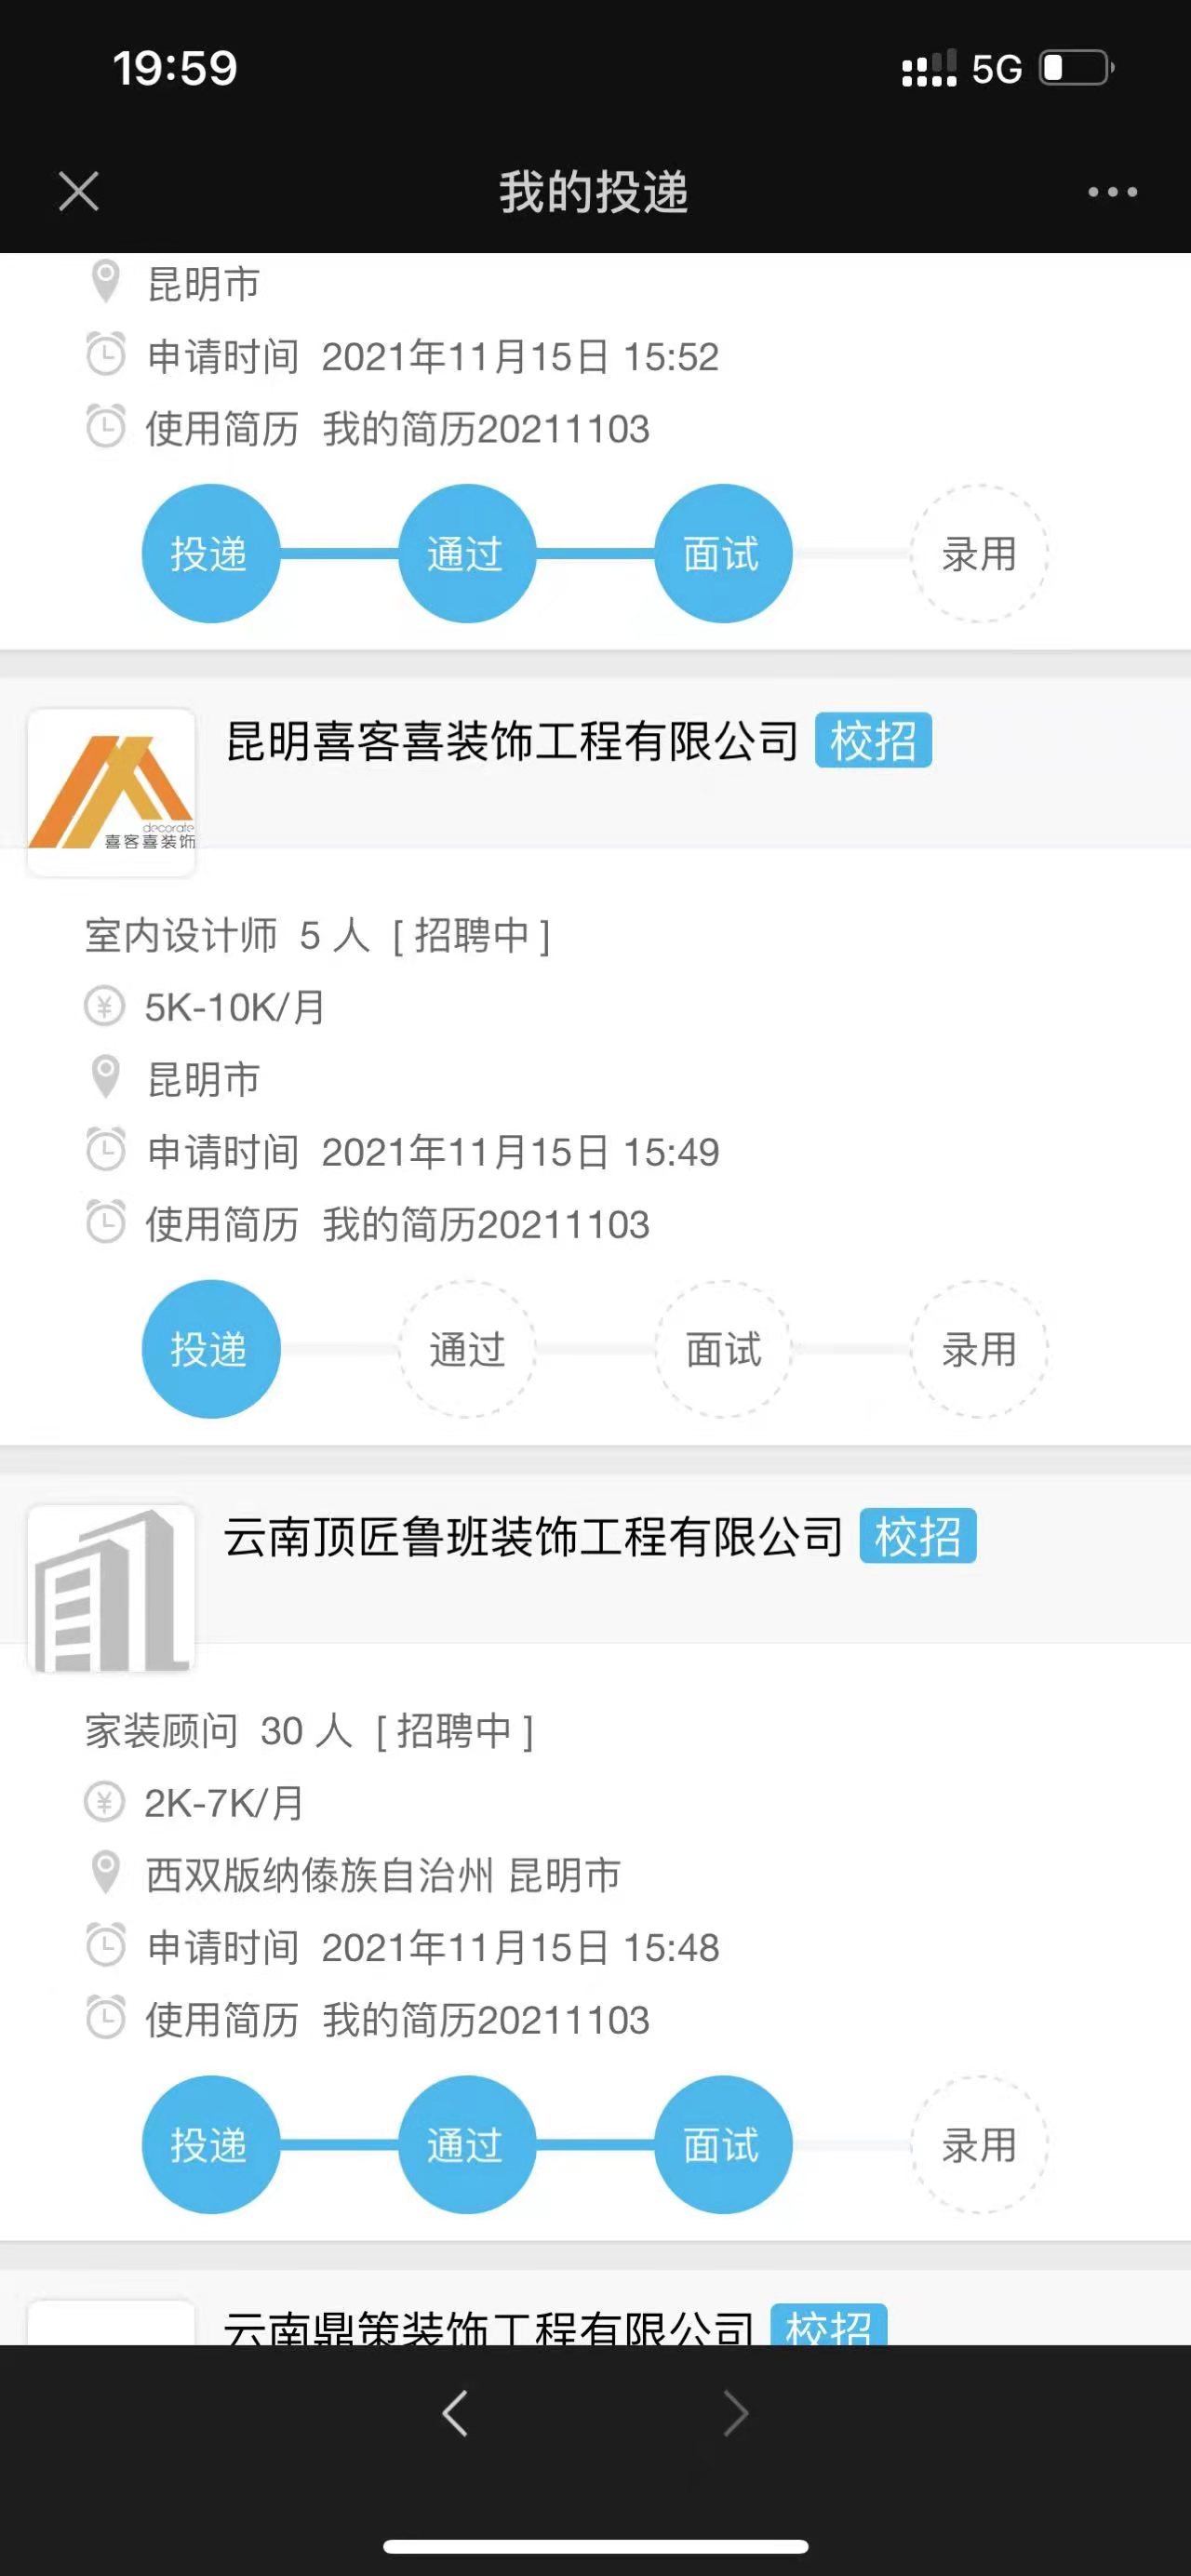 19:59
5G
我的投递
昆明市
申请时间 2021年11月15日 15:52
使用简历 我的简历20211103
投递 通过 面试 录用
昆明喜客喜装饰工程有限公司 校招
decorate
喜客喜装饰
室内设计师 5 人 [ 招聘中 ]
¥ 5K-10K/月
昆明市
申请时间 2021年11月15日 15:49
使用简历 我的简历20211103
投递 通过 面试 录用
云南顶匠鲁班装饰工程有限公司 校招
家装顾问 30 人 [ 招聘中 ]
¥ 2K-7K/月
西双版纳傣族自治州 昆明市
申请时间 2021年11月15日 15:48
使用简历 我的简历20211103
投递 通过 面试 录用
云南鼎策装饰工程有限公司 校招